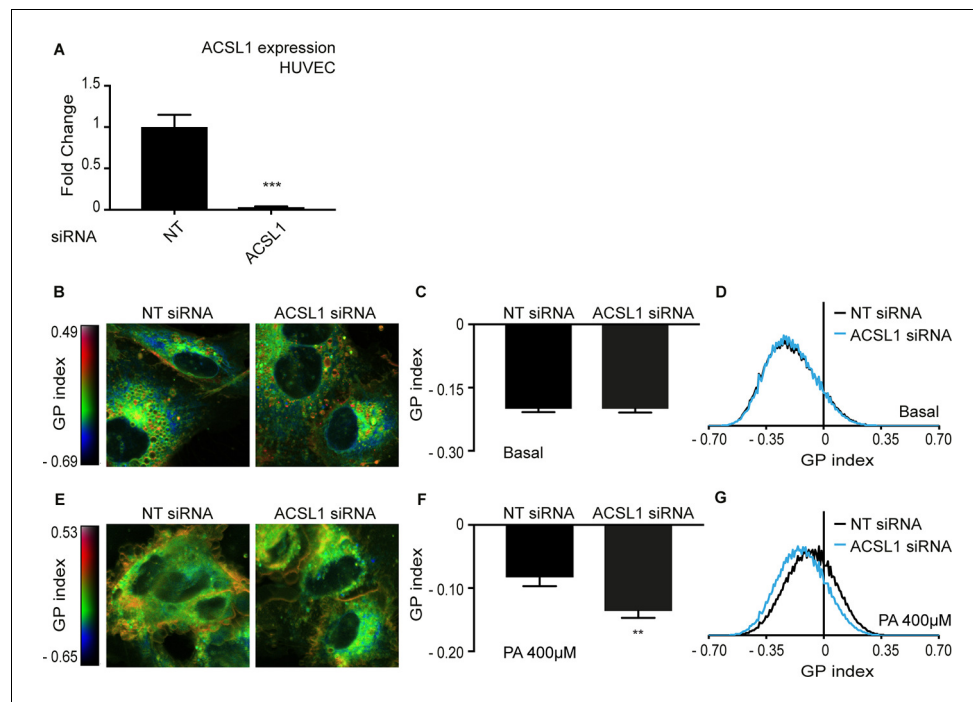 A
ACSL1 expression
HUVEC
1.5
1
0.5
0
Fold Change
***
siRNA
NT
ACSL1
B
NT siRNA
ACSL1 siRNA
0.49
GP index
- 0.69
C
NT siRNA
ACSL1 siRNA
0
- 0.15
- 0.30
GP index
Basal
D
NT siRNA
ACSL1 siRNA
Basal
- 0.70
- 0.35
0
0.35
0.70
GP index
E
NT siRNA
ACSL1 siRNA
0.53
GP index
- 0.65
F
NT siRNA
ACSL1 siRNA
0
- 0.10
- 0.20
GP index
**
PA 400µM
G
NT siRNA
ACSL1 siRNA
PA 400µM
- 0.70
- 0.35
0
0.35
0.70
GP index